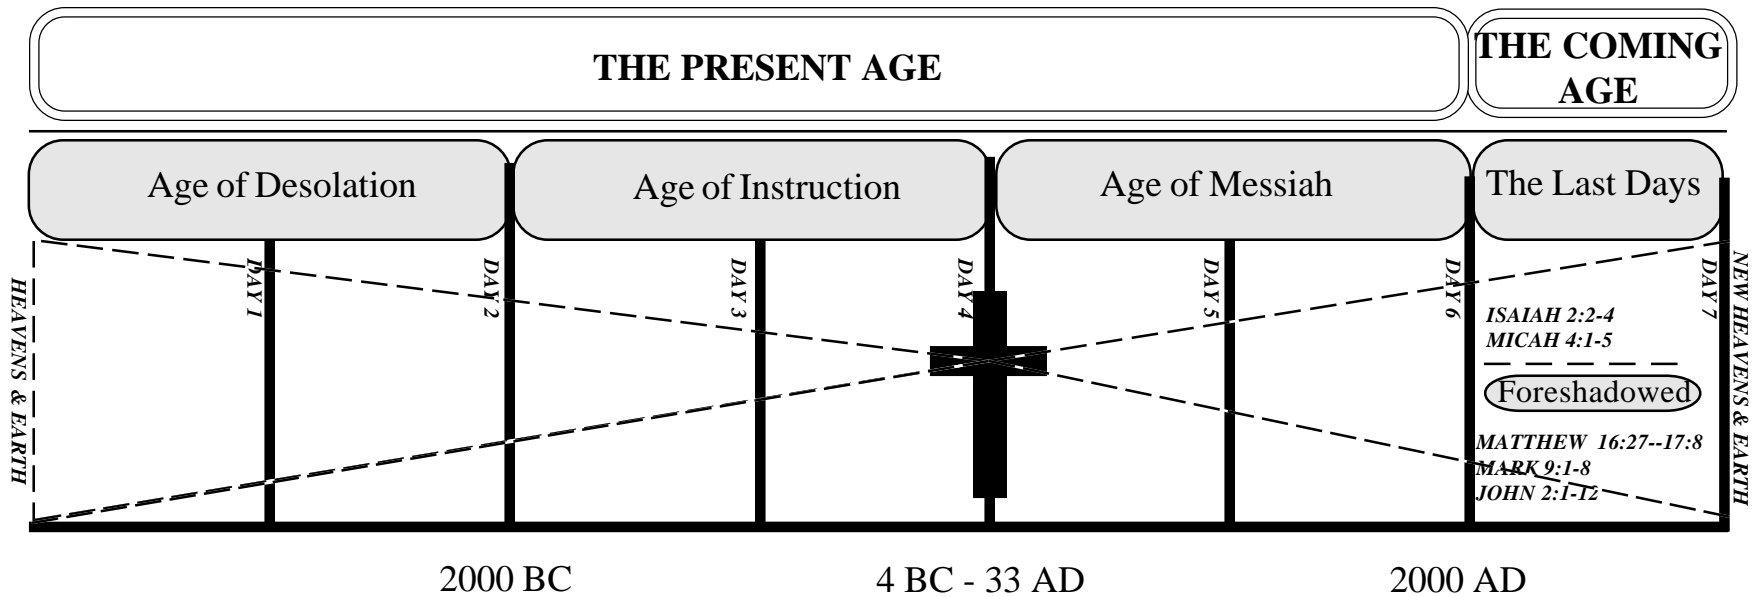 THE PRESENT AGE
THE COMING
AGE
Age of Desolation
Age of Instruction
Age of Messiah
The Last Days
HEAVENS & EARTH
DAY 1
DAY 2
DAY 3
DAY 4
DAY 5
DAY 6
DAY 7
NEW HEAVENS & EARTH
ISAIAH 2:2-4
MICAH 4:1-5
Foreshadowed
MATTHEW 16:27--17:8
MARK 9:1-8
JOHN 2:1-12
2000 BC
4 BC - 33 AD
2000 AD